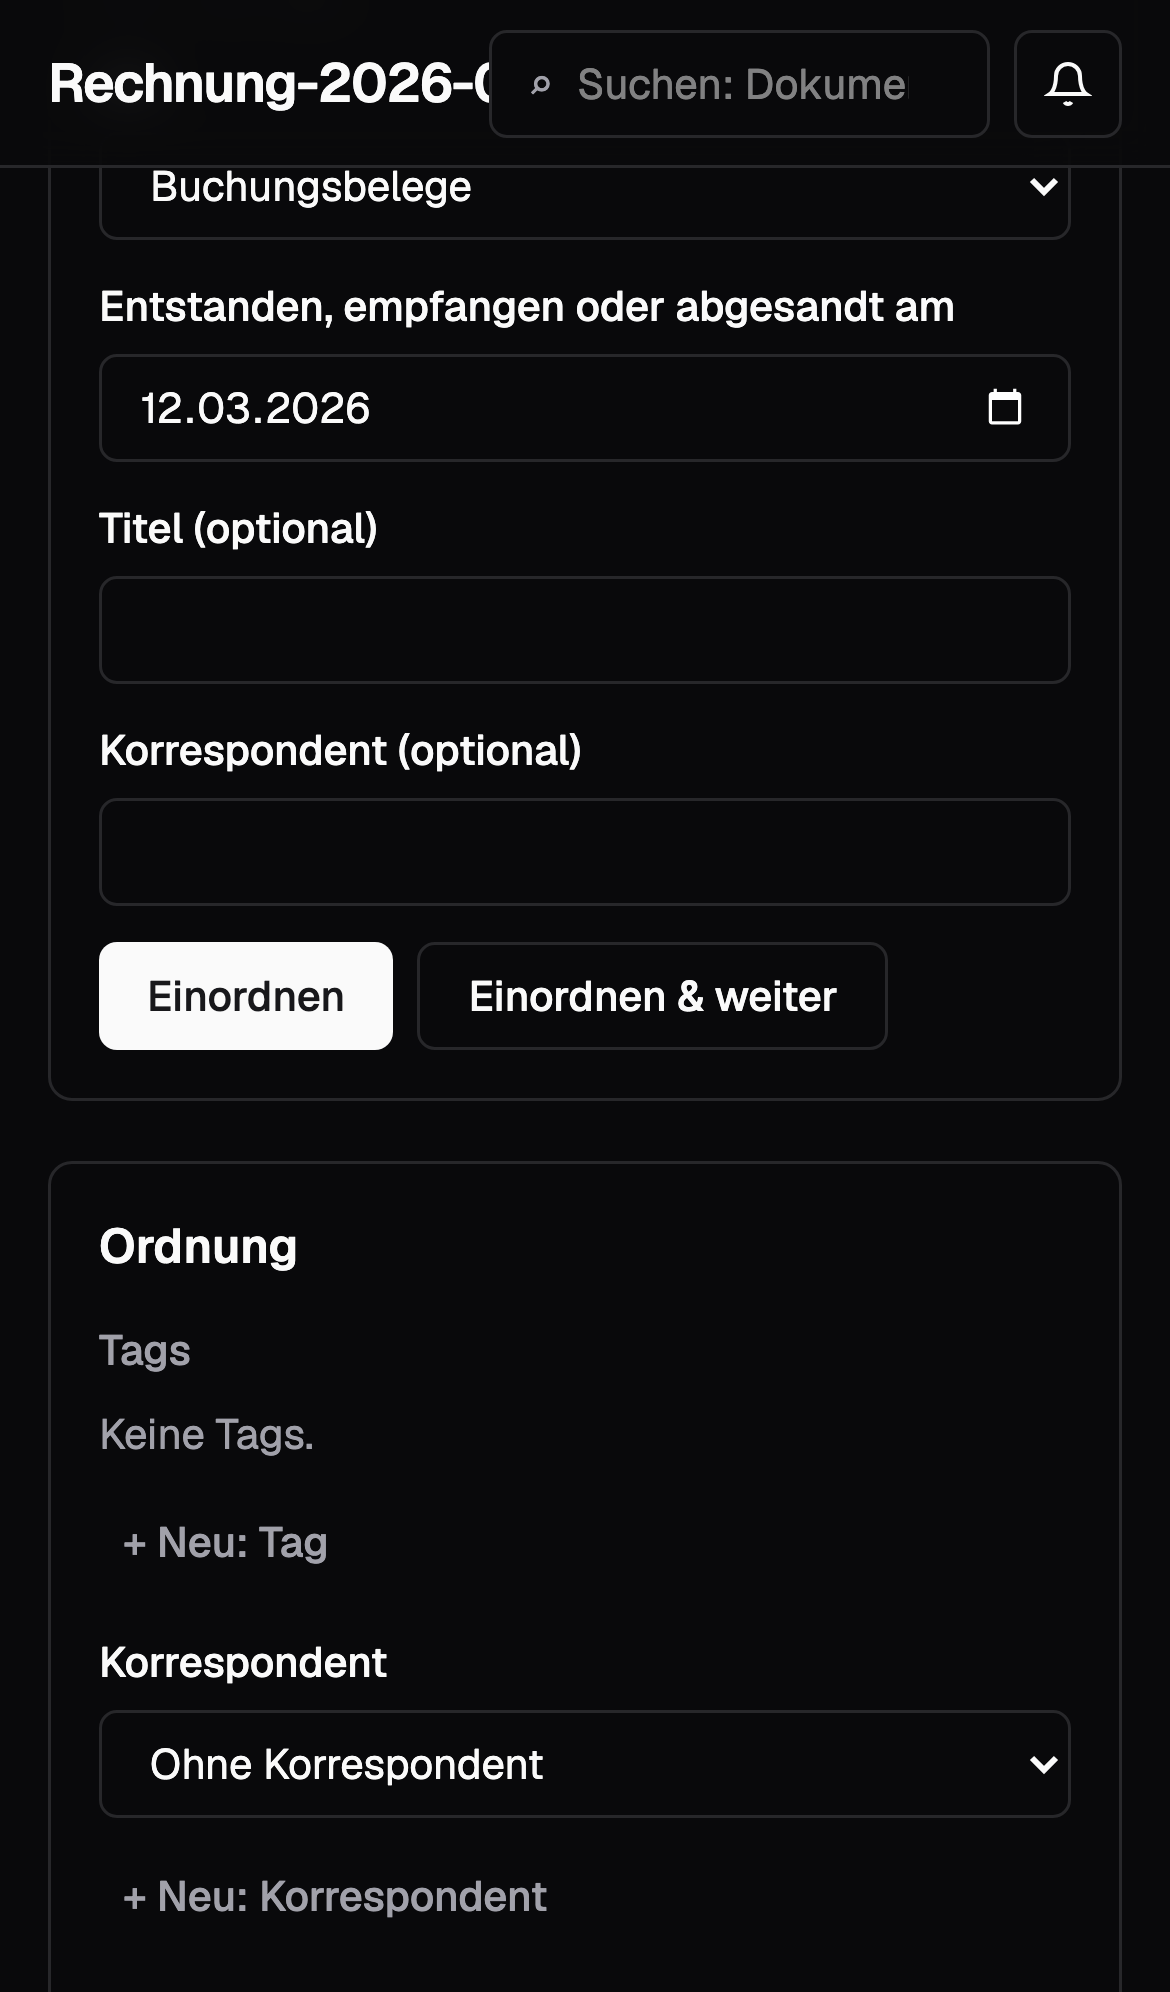 Rechnung-2026-
Suchen: Dokume
Buchungsbelege
Entstanden, empfangen oder abgesandt am
12.03.2026
Titel (optional)
Korrespondent (optional)
Einordnen
Einordnen & weiter
Ordnung
Tags
Keine Tags.
+ Neu: Tag
Korrespondent
Ohne Korrespondent
+ Neu: Korrespondent